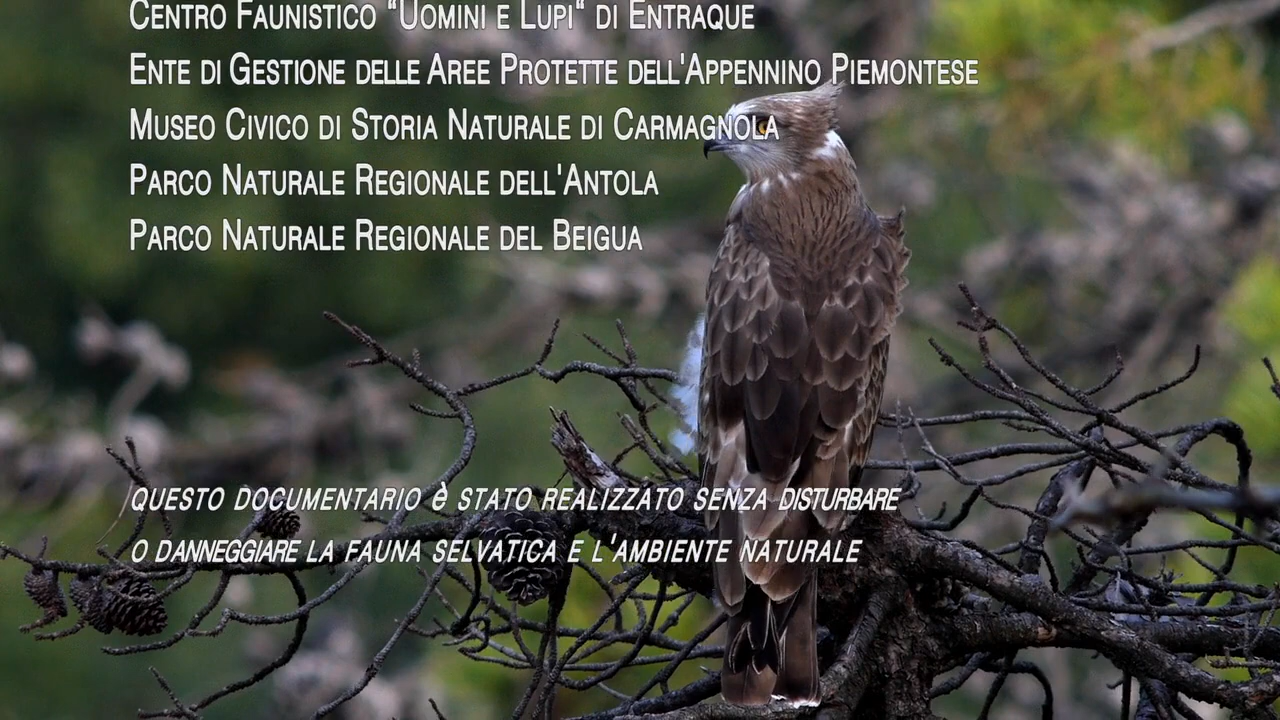 Centro Faunistico “Uomini e Lupi“ di Entraque
Ente di Gestione delle Aree Protette dell'Appennino Piemontese
Museo Civico di Storia Naturale di Carmagnola
Parco Naturale Regionale dell'Antola
Parco Naturale Regionale del Beigua
QUESTO DOCUMENTARIO è STATO REALIZZATO SENZA DISTURBARE
O DANNEGGIARE LA FAUNA SELVATICA E L'AMBIENTE NATURALE